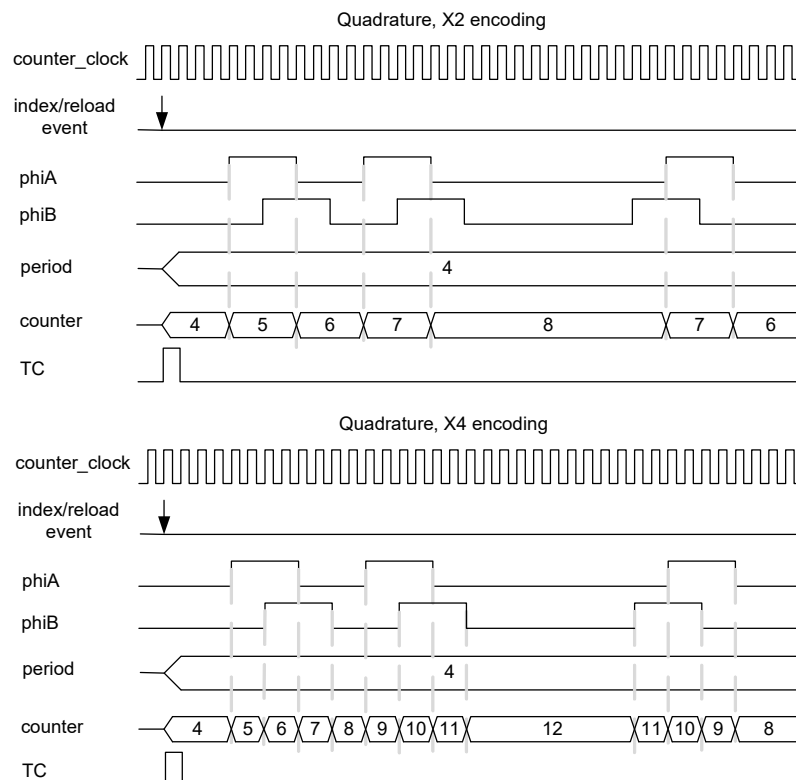 Quadrature, X2 encoding
counter_clock
index/reload
event
phiA
phiB
period 4
counter 4 5 6 7 8 7 6
TC
Quadrature, X4 encoding
counter_clock
index/reload
event
phiA
phiB
period 4
counter 4 5 6 7 8 9 10 11 12 11 10 9 8
TC